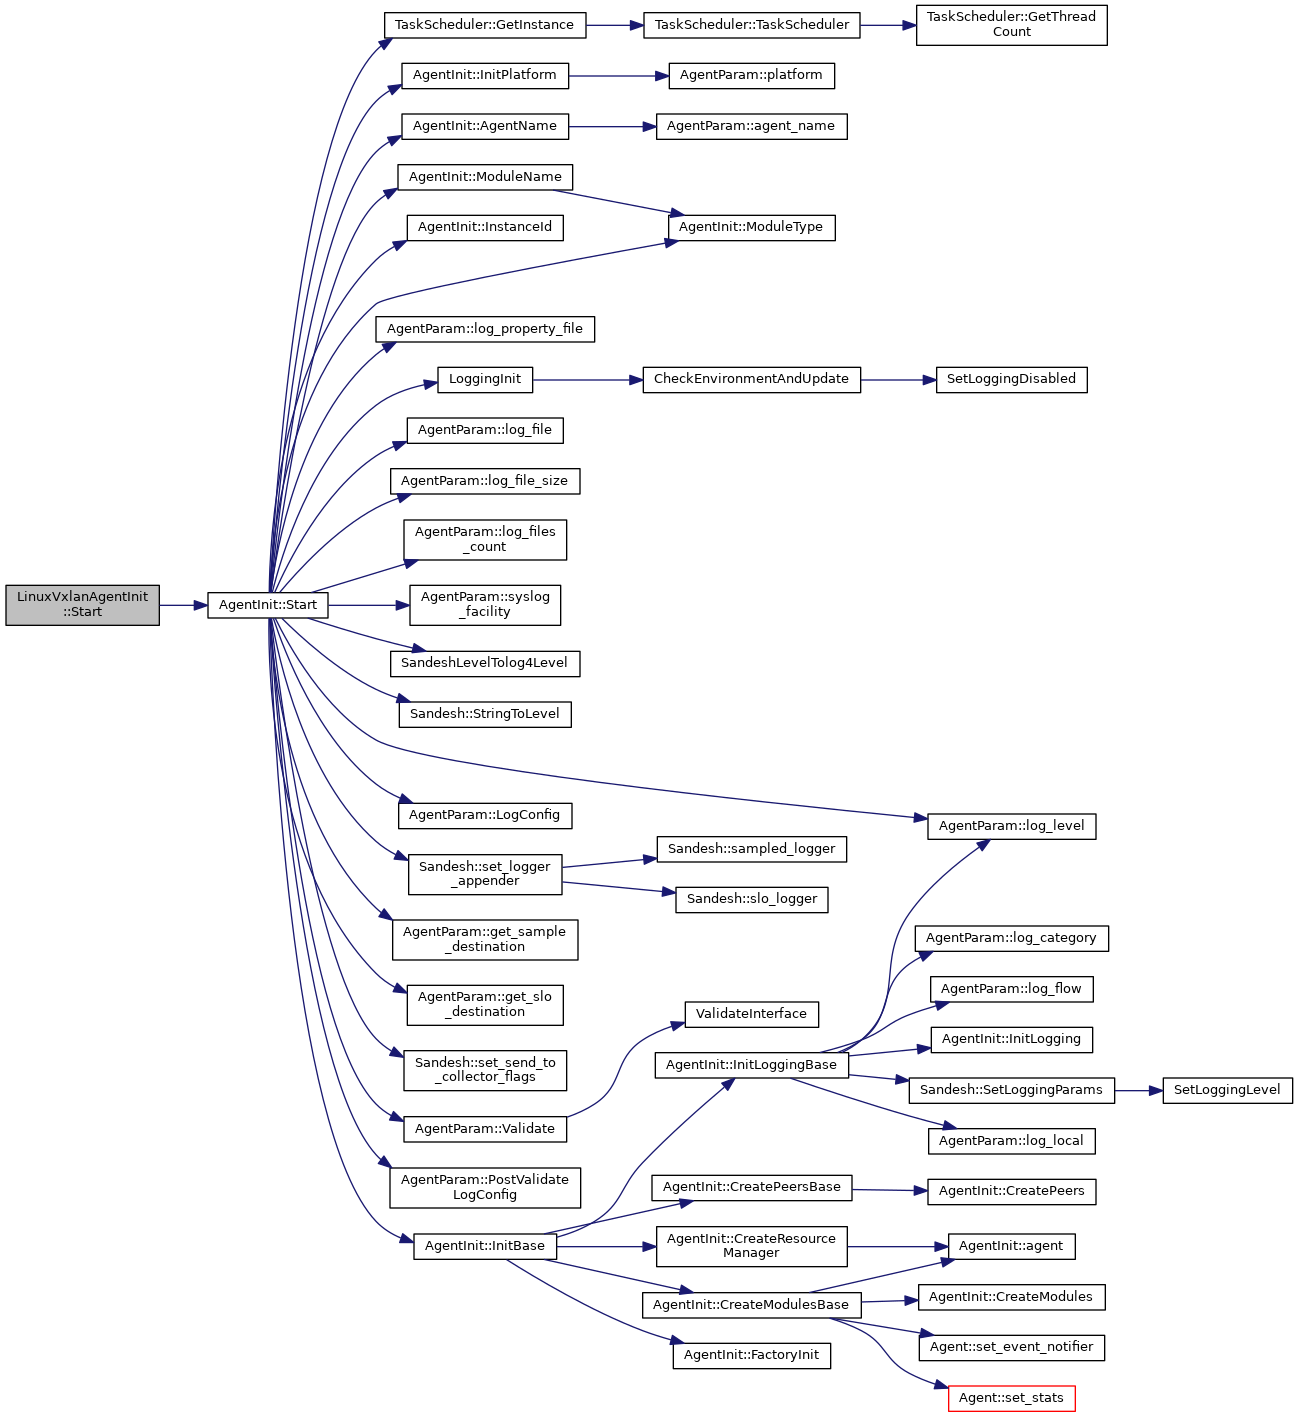 TaskScheduler::GetInstance
TaskScheduler::TaskScheduler
TaskScheduler::GetThread
Count
AgentInit::InitPlatform
AgentParam::platform
AgentInit::AgentName
AgentParam::agent_name
AgentInit::ModuleName
AgentInit::InstanceId
AgentInit::ModuleType
AgentParam::log_property_file
LoggingInit
CheckEnvironmentAndUpdate
SetLoggingDisabled
AgentParam::log_file
AgentParam::log_file_size
AgentParam::log_files
_count
LinuxVxlanAgentInit
::Start
AgentInit::Start
AgentParam::syslog
_facility
SandeshLevelTolog4Level
Sandesh::StringToLevel
AgentParam::LogConfig
AgentParam::log_level
Sandesh::set_logger
_appender
Sandesh::sampled_logger
Sandesh::slo_logger
AgentParam::get_sample
_destination
AgentParam::log_category
AgentParam::get_slo
_destination
AgentParam::log_flow
ValidateInterface
AgentInit::InitLogging
Sandesh::set_send_to
_collector_flags
AgentInit::InitLoggingBase
Sandesh::SetLoggingParams
SetLoggingLevel
AgentParam::Validate
AgentParam::log_local
AgentParam::PostValidate
LogConfig
AgentInit::CreatePeersBase
AgentInit::CreatePeers
AgentInit::InitBase
AgentInit::CreateResource
Manager
AgentInit::agent
AgentInit::CreateModulesBase
AgentInit::CreateModules
AgentInit::FactoryInit
Agent::set_event_notifier
Agent::set_stats